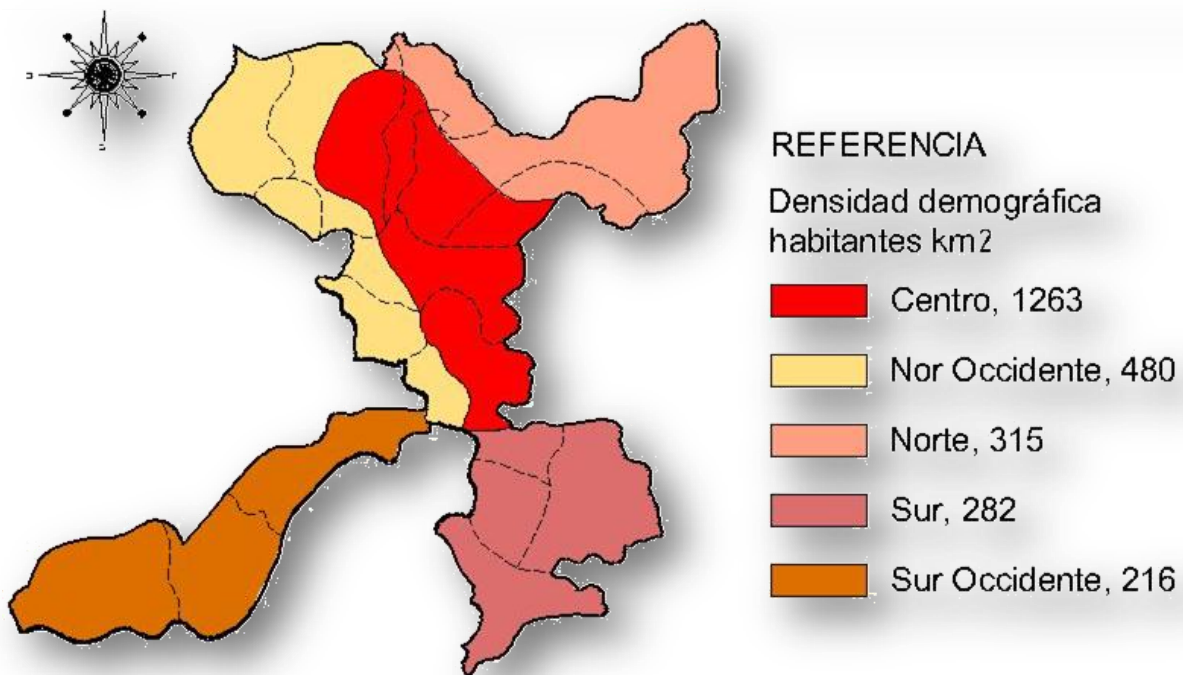 REFERENCIA
Densidad demográfica
habitantes km2
Centro, 1263
Nor Occidente, 480
Norte, 315
Sur, 282
Sur Occidente, 216